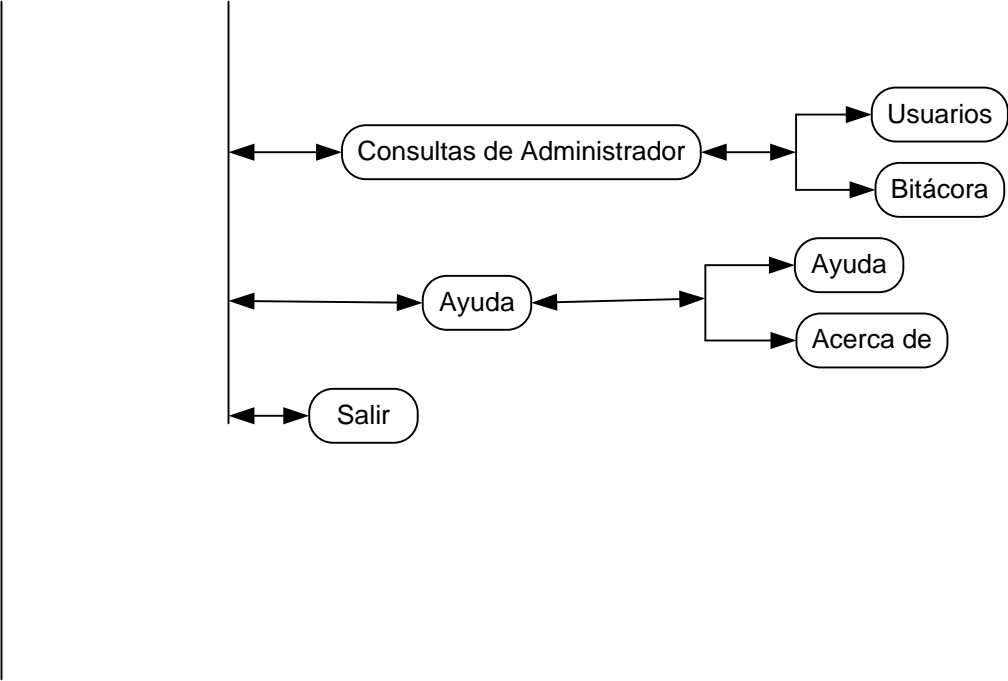 Usuarios
Consultas de Administrador
Bitácora
Ayuda
Ayuda
Acerca de
Salir